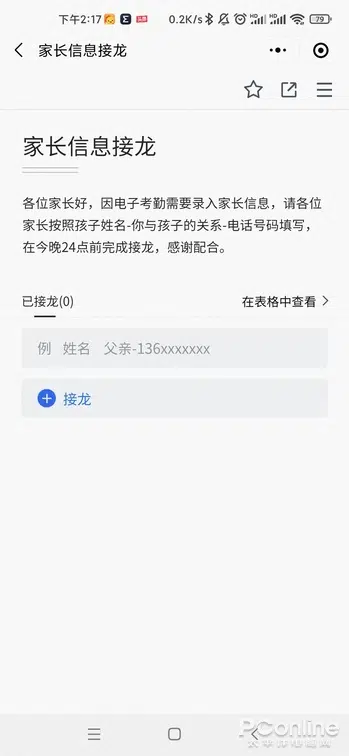 下午2:17 0.2K/s 79
家长信息接龙
家长信息接龙
各位家长好，因电子考勤需要录入家长信息，请各位
家长按照孩子姓名-你与孩子的关系-电话号码填写，
在今晚24点前完成接龙，感谢配合。
已接龙(0) 在表格中查看
例 姓名 父亲-136xxxxxxx
接龙
PConline
太平洋电脑网